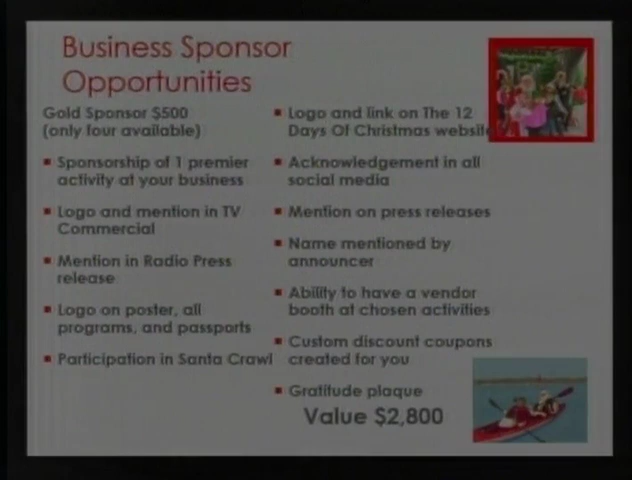 Business Sponsor
Opportunities
Gold Sponsor $500
(only four available)
Sponsorship of 1 premier
activity at your business
Logo and mention in TV
Commercial
Mention in Radio Press
release
Logo on poster, all
programs, and passports
Participation in Santa Crawl
Logo and link on The 12
Days Of Christmas website
Acknowledgement in all
social media
Mention on press releases
Name mentioned by
announcer
Ability to have a vendor
booth at chosen activities
Custom discount coupons
created for you
Gratitude plaque
Value $2,800